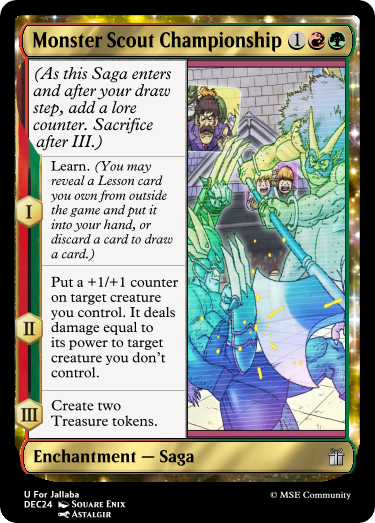 Monster Scout Championship 1
(As this Saga enters
and after your draw
step, add a lore
counter. Sacrifice
after III.)
I
Learn. (You may
reveal a Lesson card
you own from outside
the game and put it
into your hand, or
discard a card to draw
a card.)
II
Put a +1/+1 counter
on target creature
you control. It deals
damage equal to
its power to target
creature you don't
control.
III
Create two
Treasure tokens.
Enchantment — Saga
U For Jallaba
DEC24 Square Enix
Astalgir
© MSE Community